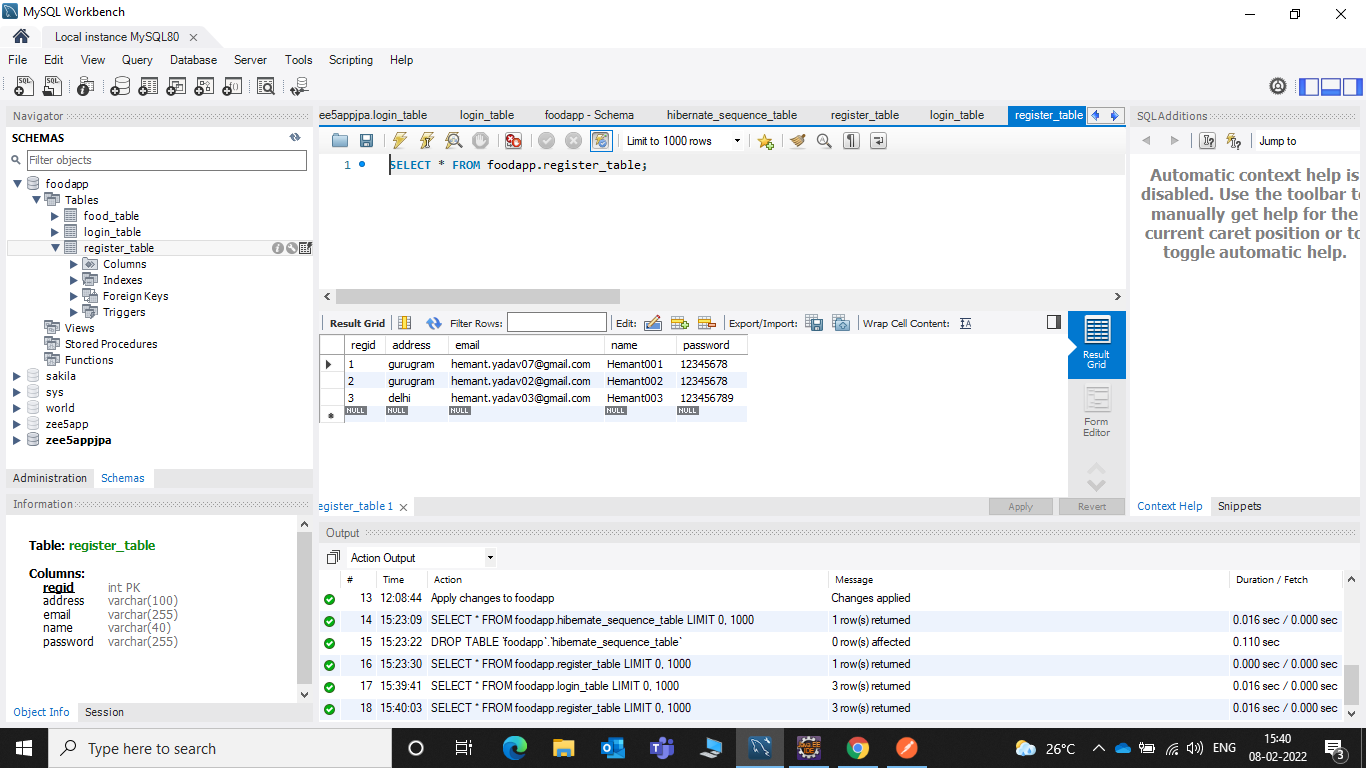 MySQL Workbench
Local instance MySQL80
File Edit View Query Database Server Tools Scripting Help
Navigator
SCHEMAS
Filter objects
foodapp
Tables
food_table
login_table
register_table
Columns
Indexes
Foreign Keys
Triggers
Views
Stored Procedures
Functions
sakila
sys
world
zee5app
zee5appjpa
Administration Schemas
Information
Table: register_table
Columns:
regid int PK
address varchar(100)
email varchar(255)
name varchar(40)
password varchar(255)
Object Info Session
ee5appjpa.login_table login_table foodapp - Schema hibernate_sequence_table register_table login_table register_table
Limit to 1000 rows
1 SELECT * FROM foodapp.register_table;
Result Grid Filter Rows: Edit: Export/Import: Wrap Cell Content:
regid address email name password
1 gurugram hemant.yadav07@gmail.com Hemant001 12345678
2 gurugram hemant.yadav02@gmail.com Hemant002 12345678
3 delhi hemant.yadav03@gmail.com Hemant003 123456789
NULL NULL NULL NULL NULL
Result
Grid
Form
Editor
egister_table 1 Apply Revert
SQLAdditions
Jump to
Automatic context help is
disabled. Use the toolbar to
manually get help for the
current caret position or to
toggle automatic help.
Context Help Snippets
Output
Action Output
# Time Action Message Duration / Fetch
13 12:08:44 Apply changes to foodapp Changes applied
14 15:23:09 SELECT * FROM foodapp.hibernate_sequence_table LIMIT 0, 1000 1 row(s) returned 0.016 sec / 0.000 sec
15 15:23:22 DROP TABLE `foodapp`.`hibernate_sequence_table` 0 row(s) affected 0.110 sec
16 15:23:30 SELECT * FROM foodapp.register_table LIMIT 0, 1000 1 row(s) returned 0.000 sec / 0.000 sec
17 15:39:41 SELECT * FROM foodapp.login_table LIMIT 0, 1000 3 row(s) returned 0.016 sec / 0.000 sec
18 15:40:03 SELECT * FROM foodapp.register_table LIMIT 0, 1000 3 row(s) returned 0.016 sec / 0.000 sec
Type here to search
26°C ENG
15:40
08-02-2022
3